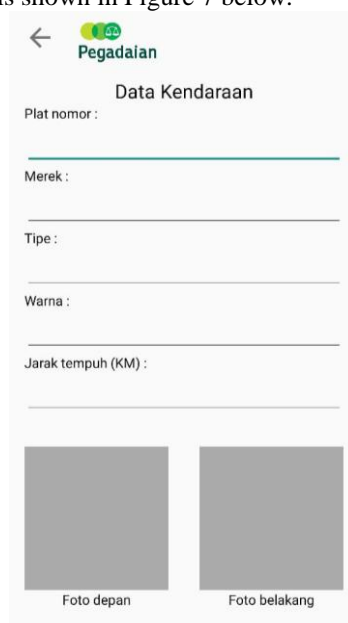 is shown in Figure 7 below.
Pegadaian
Data Kendaraan
Plat nomor :
Merek :
Tipe :
Warna :
Jarak tempuh (KM) :
Foto depan
Foto belakang